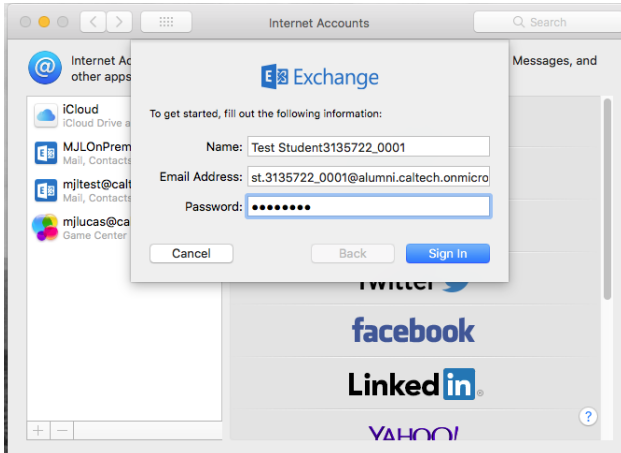 Internet Accounts
Search
Internet Ac
other apps
Messages, and
Exchange
To get started, fill out the following information:
Name: Test Student3135722_0001
Email Address: st.3135722_0001@alumni.caltech.onmicro
Password:
Cancel
Back
Sign In
iCloud
iCloud Drive a
MJLOnPrem
Mail, Contacts
mjltest@calt
Mail, Contacts
mjlucas@ca
Game Center
Twitter
facebook
Linked in
YAHOO!